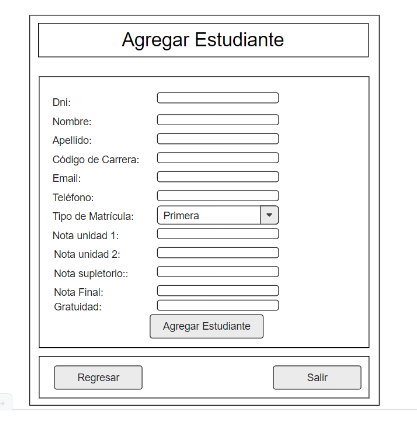 Agregar Estudiante
Dni:
Nombre:
Apellido:
Código de Carrera:
Email:
Teléfono:
Tipo de Matrícula: Primera
Nota unidad 1:
Nota unidad 2:
Nota supletorio::
Nota Final:
Gratuidad:
Agregar Estudiante
Regresar Salir